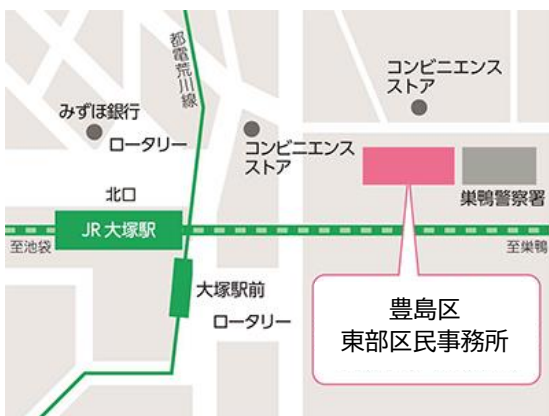 都電荒川線
コンビニエンス
ストア
みずほ銀行
ロータリー
コンビニエンス
ストア
北口
巣鴨警察署
JR 大塚駅
至池袋
至巣鴨
大塚駅前
ロータリー
豊島区
東部区民事務所